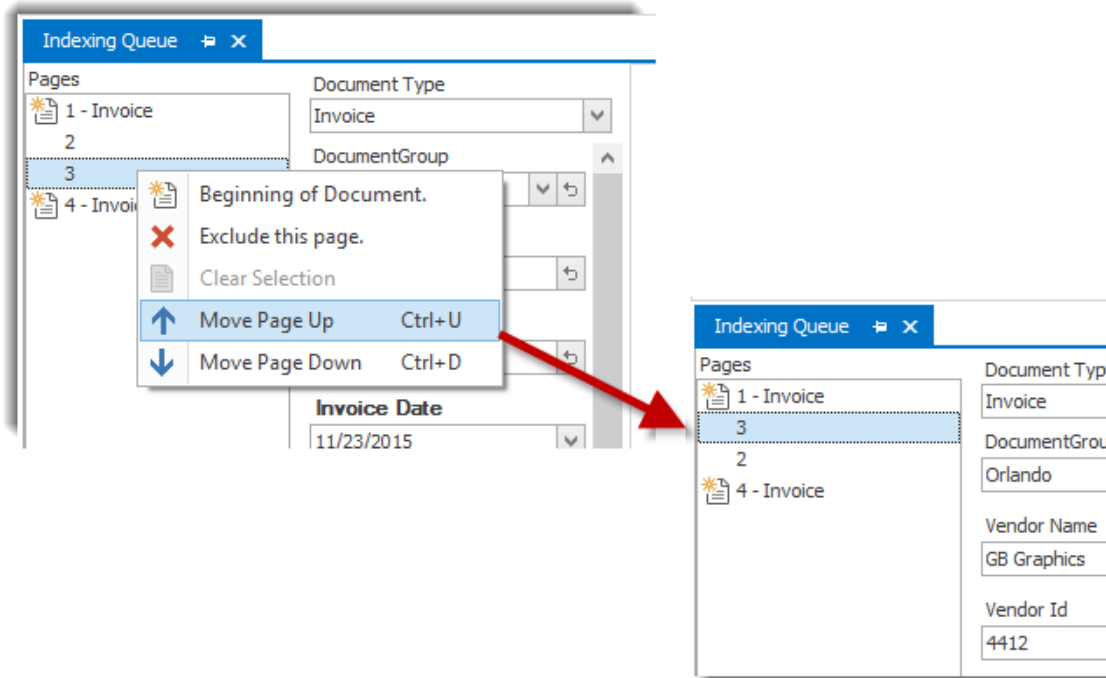 Indexing Queue
Pages
1 - Invoice
2
3
Document Type
Invoice
DocumentGroup
Beginning of Document.
Exclude this page.
Clear Selection
Move Page Up Ctrl+U
Move Page Down Ctrl+D
Invoice Date
11/23/2015
4 - Invoi
Indexing Queue
Pages
1 - Invoice
3
2
4 - Invoice
Document Typ
Invoice
DocumentGrou
Orlando
Vendor Name
GB Graphics
Vendor Id
4412